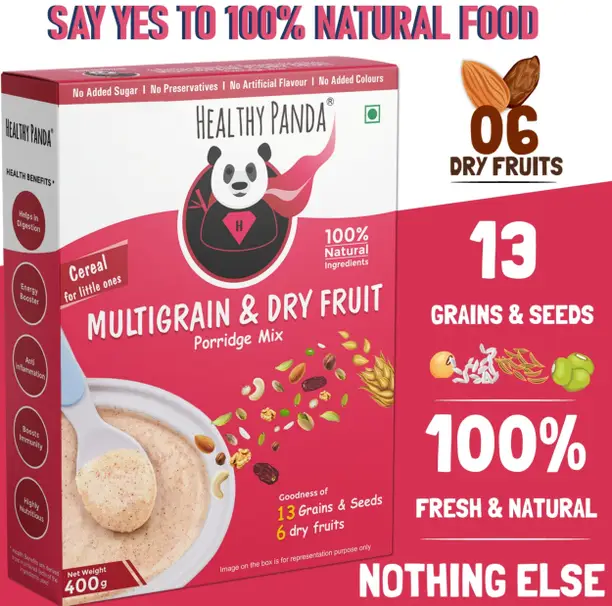 SAY YES TO 100% NATURAL FOOD
No Added Sugar | No Preservatives | No Artificial Flavour | No Added Colours
HEALTHY PANDA®
H
100%
Natural
Ingredients
Cereal
for little ones
MULTIGRAIN & DRY FRUIT
Porridge Mix
Goodness of
13 Grains & Seeds
6 dry fruits
Image on the box is for representation purpose only
Net Weight
400g
HEALTHY PANDA®
HEALTH BENEFITS*
Helps in
Digestion
Energy
Booster
Anti
Inflammation
Boosts
Immunity
Highly
Nutritious
* Health Benefits are derived
06
DRY FRUITS
13
GRAINS & SEEDS
100%
FRESH & NATURAL
NOTHING ELSE